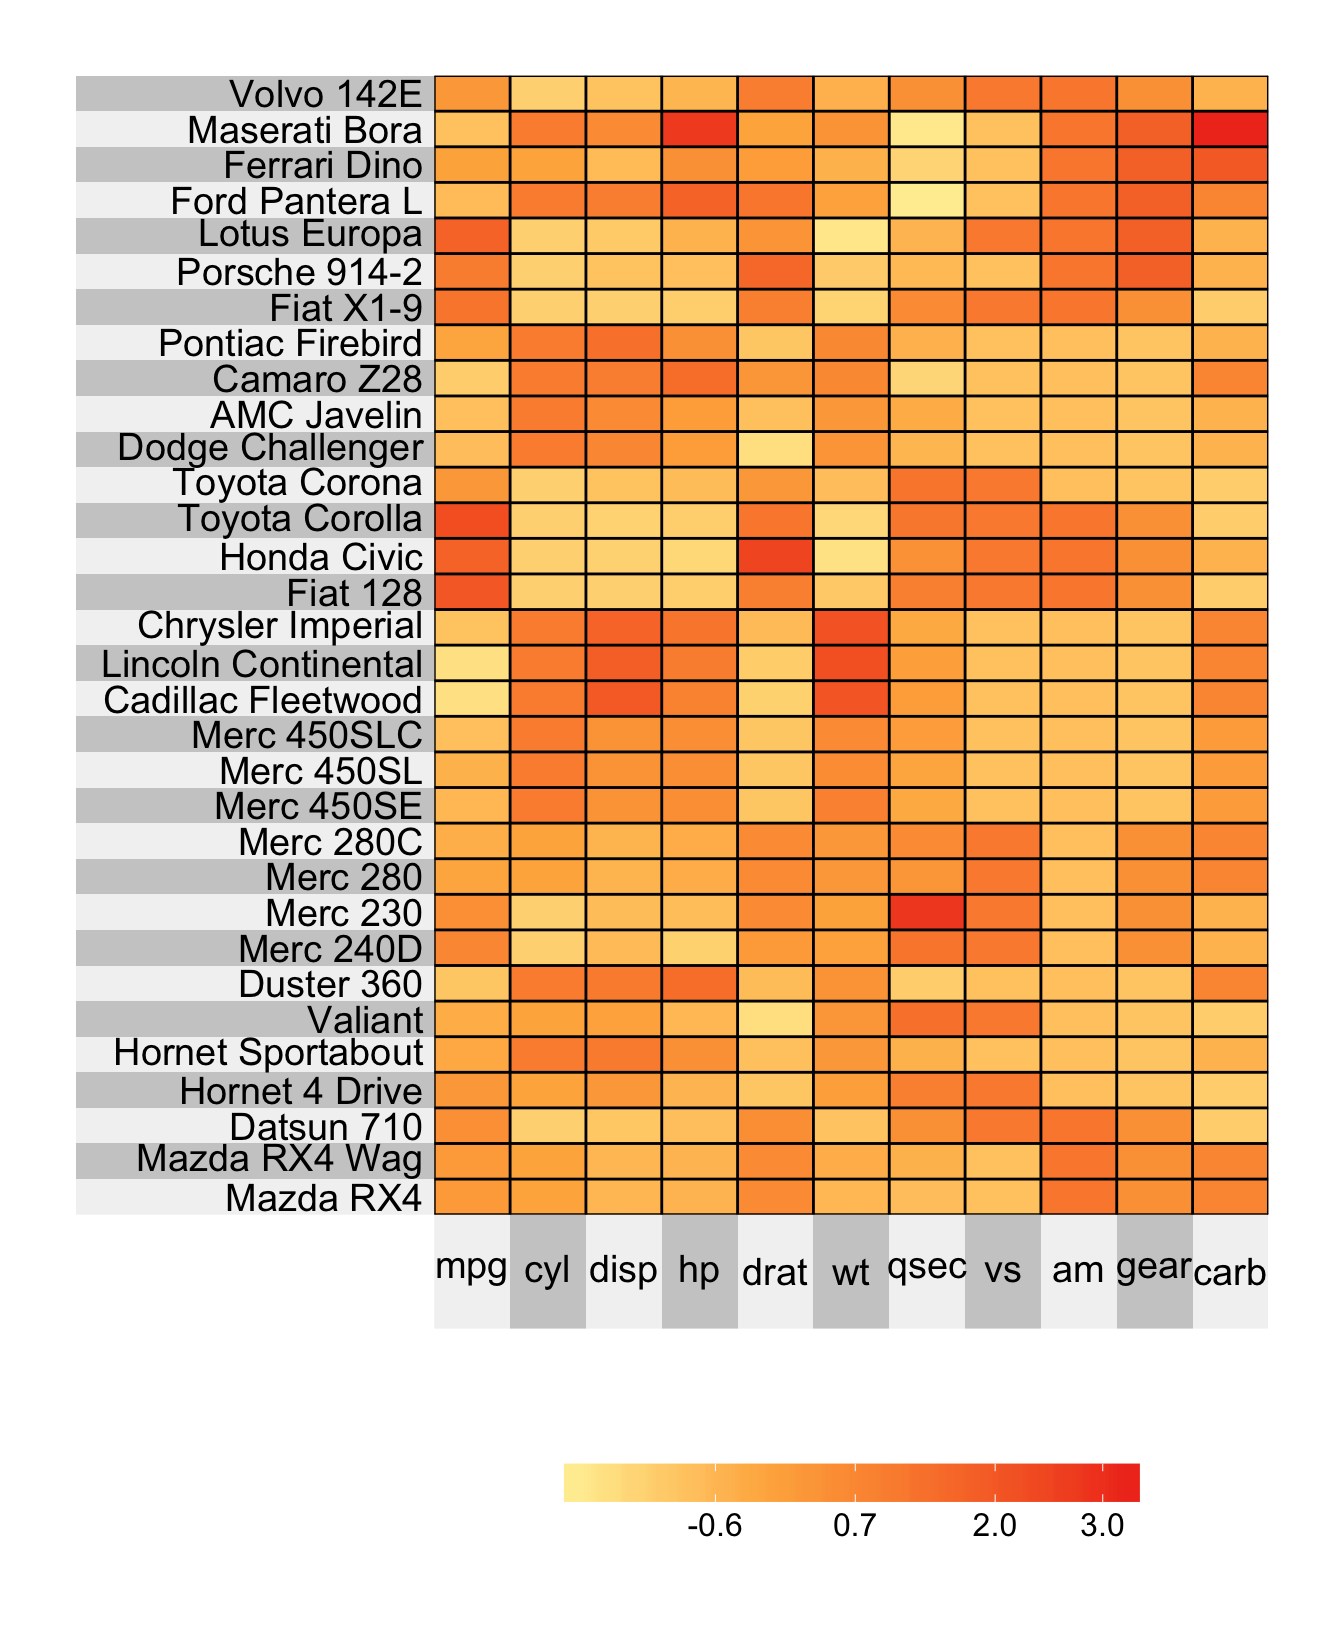 Volvo 142E
Maserati Bora
Ferrari Dino
Ford Pantera L
Lotus Europa
Porsche 914-2
Fiat X1-9
Pontiac Firebird
Camaro Z28
AMC Javelin
Dodge Challenger
Toyota Corona
Toyota Corolla
Honda Civic
Fiat 128
Chrysler Imperial
Lincoln Continental
Cadillac Fleetwood
Merc 450SLC
Merc 450SL
Merc 450SE
Merc 280C
Merc 280
Merc 230
Merc 240D
Duster 360
Valiant
Hornet Sportabout
Hornet 4 Drive
Datsun 710
Mazda RX4 Wag
Mazda RX4
mpg cyl disp hp drat wt qsec vs am gear carb
-0.6 0.7 2.0 3.0